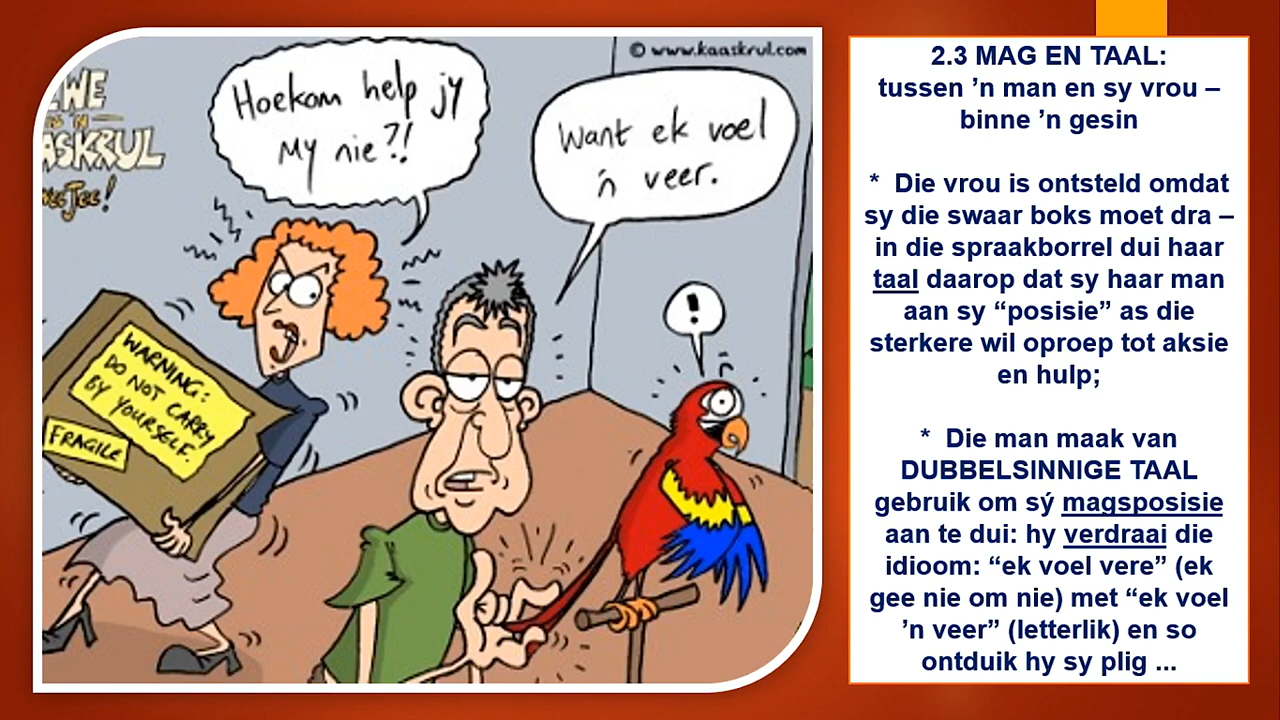 © www.kaaskrul.com
Hoekom help jy
my nie?!
Want ek voel
'n veer.
!
WARNING:
DO NOT CARRY
BY YOURSELF.
FRAGILE
2.3 MAG EN TAAL:
tussen ’n man en sy vrou –
binne ’n gesin
* Die vrou is ontsteld omdat
sy die swaar boks moet dra –
in die spraakborrel dui haar
taal daarop dat sy haar man
aan sy “posisie” as die
sterkere wil oproep tot aksie
en hulp;
* Die man maak van
DUBBELSINNIGE TAAL
gebruik om sý magsposisie
aan te dui: hy verdraai die
idioom: “ek voel vere” (ek
gee nie om nie) met “ek voel
’n veer” (letterlik) en so
ontduik hy sy plig ...